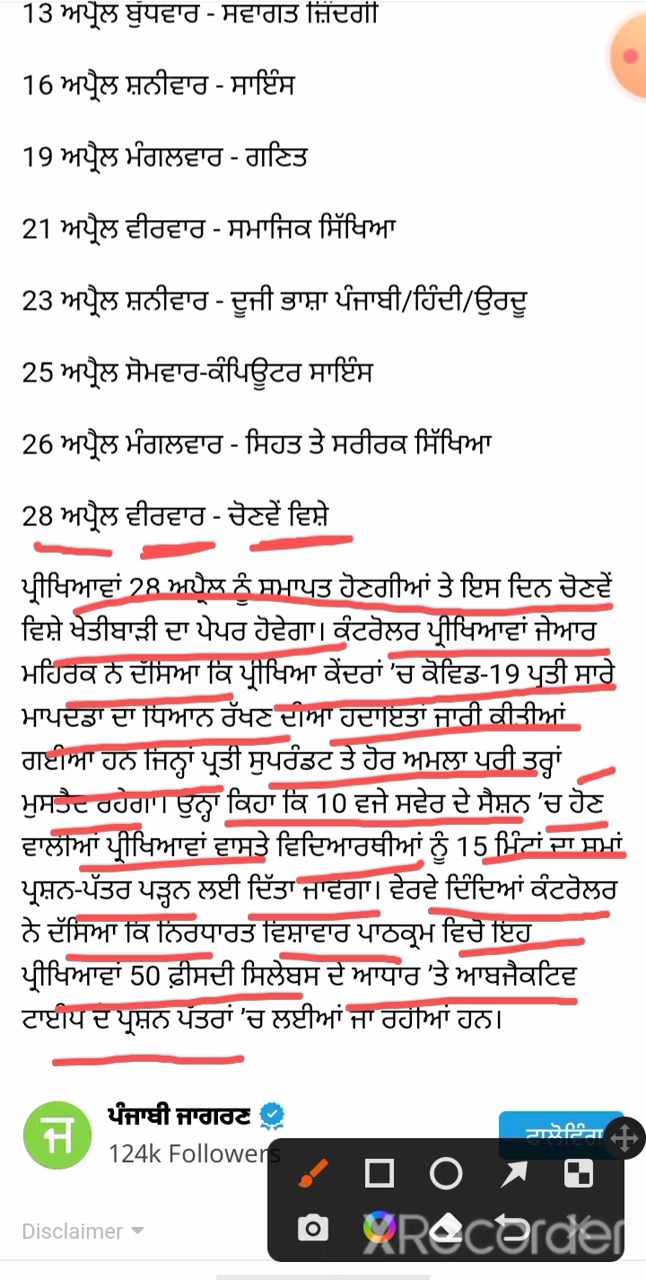 13 ਅਪ੍ਰੈਲ ਬੁੱਧਵਾਰ - ਸਵਾਗਤ ਜ਼ਿੰਦਗੀ
16 ਅਪ੍ਰੈਲ ਸ਼ਨੀਵਾਰ - ਸਾਇੰਸ
19 ਅਪ੍ਰੈਲ ਮੰਗਲਵਾਰ - ਗਣਿਤ
21 ਅਪ੍ਰੈਲ ਵੀਰਵਾਰ - ਸਮਾਜਿਕ ਸਿੱਖਿਆ
23 ਅਪ੍ਰੈਲ ਸ਼ਨੀਵਾਰ - ਦੂਜੀ ਭਾਸ਼ਾ ਪੰਜਾਬੀ/ਹਿੰਦੀ/ਉਰਦੂ
25 ਅਪ੍ਰੈਲ ਸੋਮਵਾਰ-ਕੰਪਿਊਟਰ ਸਾਇੰਸ
26 ਅਪ੍ਰੈਲ ਮੰਗਲਵਾਰ - ਸਿਹਤ ਤੇ ਸਰੀਰਕ ਸਿੱਖਿਆ
28 ਅਪ੍ਰੈਲ ਵੀਰਵਾਰ - ਚੋਣਵੇਂ ਵਿਸ਼ੇ
ਪ੍ਰੀਖਿਆਵਾਂ 28 ਅਪ੍ਰੈਲ ਨੂੰ ਸਮਾਪਤ ਹੋਣਗੀਆਂ ਤੇ ਇਸ ਦਿਨ ਚੋਣਵੇਂ
ਵਿਸ਼ੇ ਖੇਤੀਬਾੜੀ ਦਾ ਪੇਪਰ ਹੋਵੇਗਾ। ਕੰਟਰੋਲਰ ਪ੍ਰੀਖਿਆਵਾਂ ਜੇਆਰ
ਮਹਿਰੋਕ ਨੇ ਦੱਸਿਆ ਕਿ ਪ੍ਰੀਖਿਆ ਕੇਂਦਰਾਂ 'ਚ ਕੋਵਿਡ-19 ਪ੍ਰਤੀ ਸਾਰੇ
ਮਾਪਦੰਡਾਂ ਦਾ ਧਿਆਨ ਰੱਖਣ ਦੀਆਂ ਹਦਾਇਤਾਂ ਜਾਰੀ ਕੀਤੀਆਂ
ਗਈਆਂ ਹਨ ਜਿਨ੍ਹਾਂ ਪ੍ਰਤੀ ਸੁਪਰੰਡਟ ਤੇ ਹੋਰ ਅਮਲਾ ਪੂਰੀ ਤਰ੍ਹਾਂ
ਮੁਸਤੈਦ ਰਹੇਗਾ। ਉਨ੍ਹਾਂ ਕਿਹਾ ਕਿ 10 ਵਜੇ ਸਵੇਰ ਦੇ ਸੈਸ਼ਨ 'ਚ ਹੋਣ
ਵਾਲੀਆਂ ਪ੍ਰੀਖਿਆਵਾਂ ਵਾਸਤੇ ਵਿਦਿਆਰਥੀਆਂ ਨੂੰ 15 ਮਿੰਟਾਂ ਦਾ ਸਮਾਂ
ਪ੍ਰਸ਼ਨ-ਪੱਤਰ ਪੜ੍ਹਨ ਲਈ ਦਿੱਤਾ ਜਾਵੇਗਾ। ਵੇਰਵੇ ਦਿੰਦਿਆਂ ਕੰਟਰੋਲਰ
ਨੇ ਦੱਸਿਆ ਕਿ ਨਿਰਧਾਰਤ ਵਿਸ਼ਾਵਾਰ ਪਾਠਕ੍ਰਮ ਵਿਚੋਂ ਇਹ
ਪ੍ਰੀਖਿਆਵਾਂ 50 ਫ਼ੀਸਦੀ ਸਿਲੇਬਸ ਦੇ ਆਧਾਰ 'ਤੇ ਆਬਜੈਕਟਿਵ
ਟਾਈਪ ਦੇ ਪ੍ਰਸ਼ਨ ਪੱਤਰਾਂ 'ਚ ਲਈਆਂ ਜਾ ਰਹੀਆਂ ਹਨ।
ਜ
ਪੰਜਾਬੀ ਜਾਗਰਣ
124k Followers
ਫਾਲੋਵਿੰਗ
Disclaimer
XRecorder